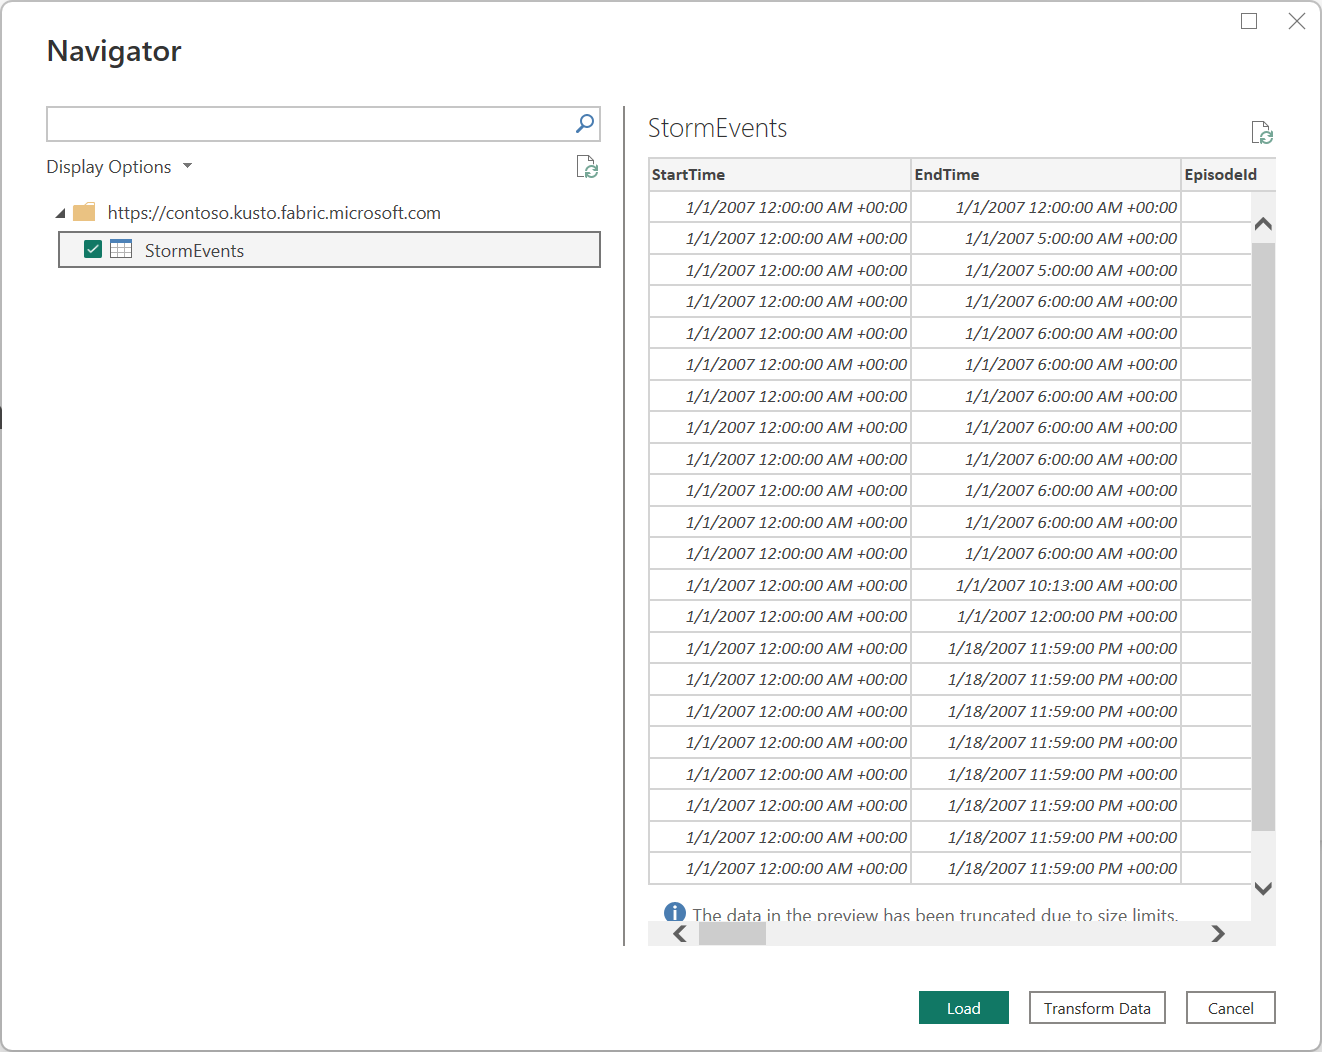 Navigator
Display Options
https://contoso.kusto.fabric.microsoft.com
StormEvents
StormEvents
StartTime EndTime EpisodeId
1/1/2007 12:00:00 AM +00:00 1/1/2007 12:00:00 AM +00:00
1/1/2007 12:00:00 AM +00:00 1/1/2007 5:00:00 AM +00:00
1/1/2007 12:00:00 AM +00:00 1/1/2007 5:00:00 AM +00:00
1/1/2007 12:00:00 AM +00:00 1/1/2007 6:00:00 AM +00:00
1/1/2007 12:00:00 AM +00:00 1/1/2007 6:00:00 AM +00:00
1/1/2007 12:00:00 AM +00:00 1/1/2007 6:00:00 AM +00:00
1/1/2007 12:00:00 AM +00:00 1/1/2007 6:00:00 AM +00:00
1/1/2007 12:00:00 AM +00:00 1/1/2007 6:00:00 AM +00:00
1/1/2007 12:00:00 AM +00:00 1/1/2007 6:00:00 AM +00:00
1/1/2007 12:00:00 AM +00:00 1/1/2007 6:00:00 AM +00:00
1/1/2007 12:00:00 AM +00:00 1/1/2007 6:00:00 AM +00:00
1/1/2007 12:00:00 AM +00:00 1/1/2007 6:00:00 AM +00:00
1/1/2007 12:00:00 AM +00:00 1/1/2007 10:13:00 AM +00:00
1/1/2007 12:00:00 AM +00:00 1/1/2007 12:00:00 PM +00:00
1/1/2007 12:00:00 AM +00:00 1/18/2007 11:59:00 PM +00:00
1/1/2007 12:00:00 AM +00:00 1/18/2007 11:59:00 PM +00:00
1/1/2007 12:00:00 AM +00:00 1/18/2007 11:59:00 PM +00:00
1/1/2007 12:00:00 AM +00:00 1/18/2007 11:59:00 PM +00:00
1/1/2007 12:00:00 AM +00:00 1/18/2007 11:59:00 PM +00:00
1/1/2007 12:00:00 AM +00:00 1/18/2007 11:59:00 PM +00:00
1/1/2007 12:00:00 AM +00:00 1/18/2007 11:59:00 PM +00:00
1/1/2007 12:00:00 AM +00:00 1/18/2007 11:59:00 PM +00:00
The data in the preview has been truncated due to size limits.
Load Transform Data Cancel